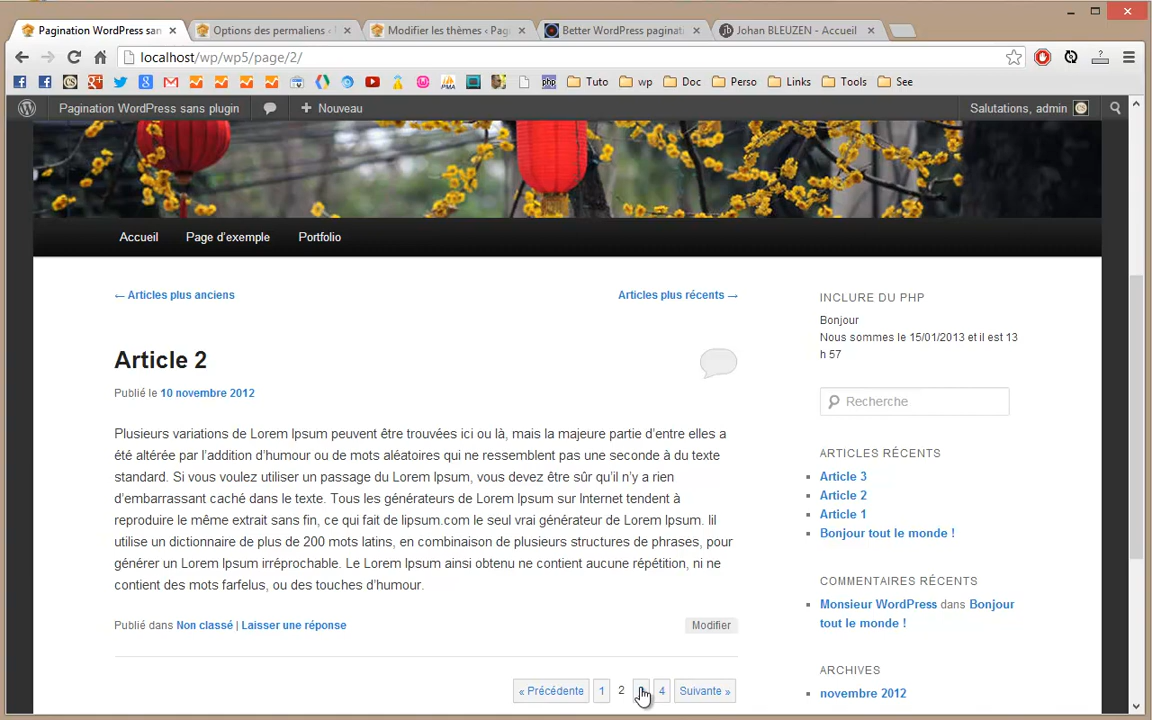 Pagination WordPress san
Options des permaliens ‹
Modifier les thèmes ‹ Pag
Better WordPress paginati
Johan BLEUZEN - Accueil
localhost/wp/wp5/page/2/
Tuto wp Doc Perso Links Tools See
Pagination WordPress sans plugin + Nouveau Salutations, admin
Accueil Page d'exemple Portfolio
← Articles plus anciens Articles plus récents →
Article 2
Publié le 10 novembre 2012
Plusieurs variations de Lorem Ipsum peuvent être trouvées ici ou là, mais la majeure partie d'entre elles a
été altérée par l'addition d'humour ou de mots aléatoires qui ne ressemblent pas une seconde à du texte
standard. Si vous voulez utiliser un passage du Lorem Ipsum, vous devez être sûr qu'il n'y a rien
d'embarrassant caché dans le texte. Tous les générateurs de Lorem Ipsum sur Internet tendent à
reproduire le même extrait sans fin, ce qui fait de lipsum.com le seul vrai générateur de Lorem Ipsum. Iil
utilise un dictionnaire de plus de 200 mots latins, en combinaison de plusieurs structures de phrases, pour
générer un Lorem Ipsum irréprochable. Le Lorem Ipsum ainsi obtenu ne contient aucune répétition, ni ne
contient des mots farfelus, ou des touches d'humour.
Publié dans Non classé | Laisser une réponse Modifier
« Précédente 1 2 4 Suivante »
INCLURE DU PHP
Bonjour
Nous sommes le 15/01/2013 et il est 13
h 57
Recherche
ARTICLES RÉCENTS
Article 3
Article 2
Article 1
Bonjour tout le monde !
COMMENTAIRES RÉCENTS
Monsieur WordPress dans Bonjour
tout le monde !
ARCHIVES
novembre 2012